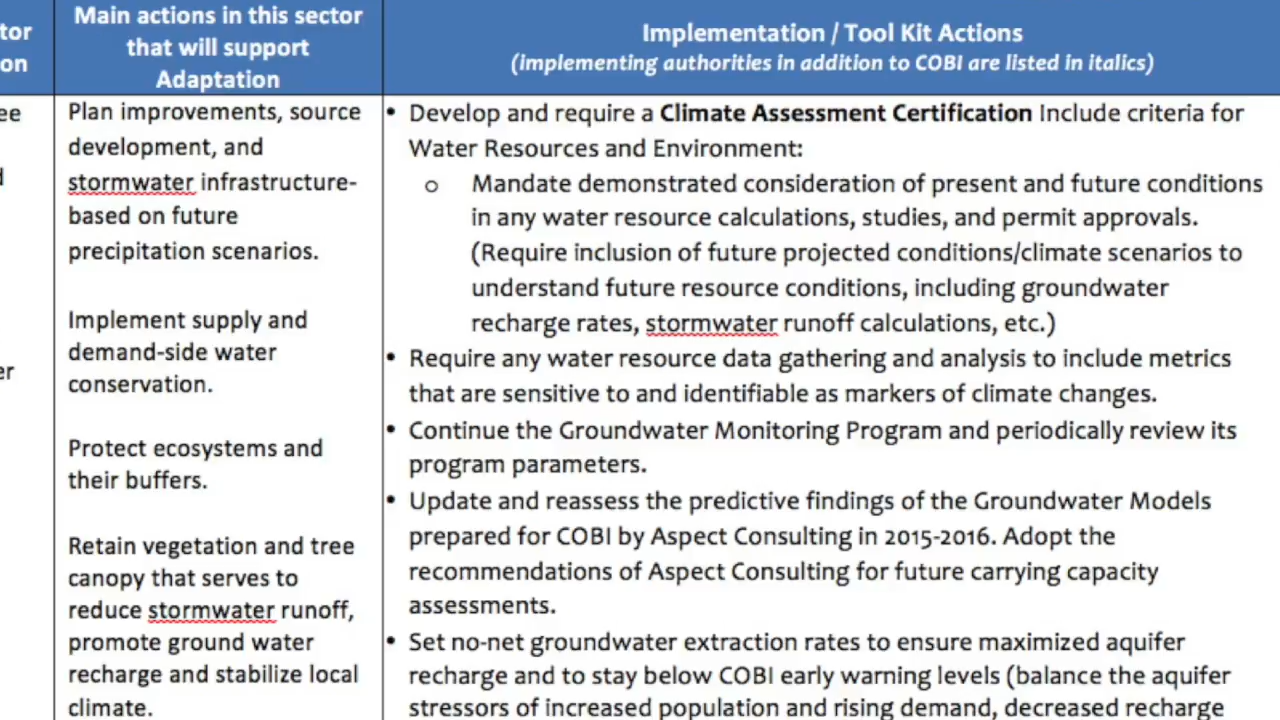 tor
on
Main actions in this sector
that will support
Adaptation
Implementation / Tool Kit Actions
(Implementing authorities in addition to COBI are listed in italics)
ee
d
er
Plan improvements, source
development, and
stormwater infrastructure-
based on future
precipitation scenarios.
Implement supply and
demand-side water
conservation.
Protect ecosystems and
their buffers.
Retain vegetation and tree
canopy that serves to
reduce stormwater runoff,
promote ground water
recharge and stabilize local
climate.
• Develop and require a Climate Assessment Certification Include criteria for
Water Resources and Environment:
o Mandate demonstrated consideration of present and future conditions
in any water resource calculations, studies, and permit approvals.
(Require inclusion of future projected conditions/climate scenarios to
understand future resource conditions, including groundwater
recharge rates, stormwater runoff calculations, etc.)
• Require any water resource data gathering and analysis to include metrics
that are sensitive to and identifiable as markers of climate changes.
• Continue the Groundwater Monitoring Program and periodically review its
program parameters.
• Update and reassess the predictive findings of the Groundwater Models
prepared for COBI by Aspect Consulting in 2015-2016. Adopt the
recommendations of Aspect Consulting for future carrying capacity
assessments.
• Set no-net groundwater extraction rates to ensure maximized aquifer
recharge and to stay below COBI early warning levels (balance the aquifer
stressors of increased population and rising demand, decreased recharge